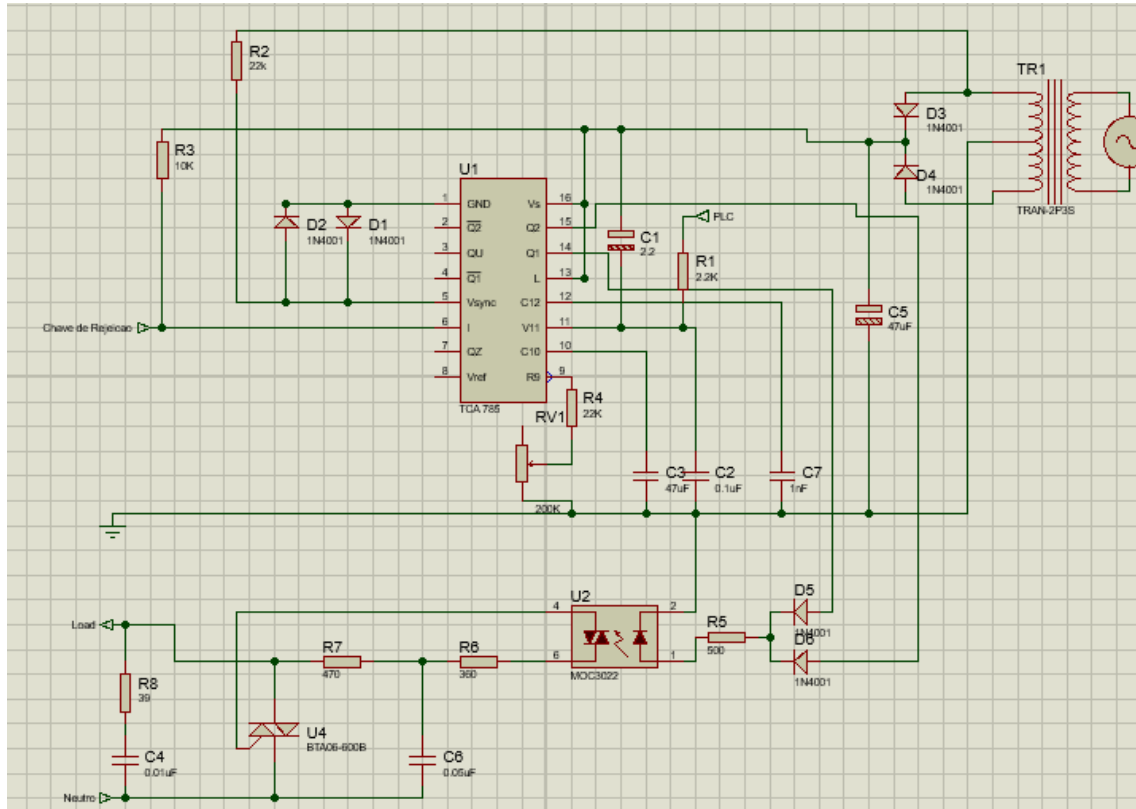 R2
22k
TR1
D3
1N4001
R3
10K
U1
D4
1N4001
TRAN-2P3S
1
GND
Vs
16
D2
1N4001
D1
1N4001
2
Q2
Q2
15
PLC
3
QU
Q1
14
C1
2.2
R1
2.2K
4
Q1
L
13
5
Vsync
C12
12
C5
47uF
Chave de Rejeicao
6
I
V11
11
7
QZ
C10
10
8
Vref
R9
9
TCA 785
R4
22K
RV1
200K
C3
47uF
C2
0.1uF
C7
1nF
U2
4
2
6
1
MOC3022
D5
1N4001
R5
500
D6
1N4001
Load
R7
470
R6
360
R8
39
U4
BTA06-600B
C4
0.01uF
C6
0.05uF
Neutro